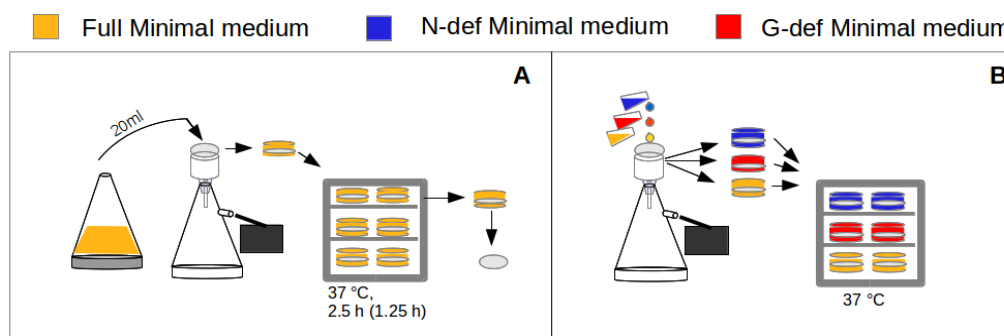 Full Minimal medium
N-def Minimal medium
G-def Minimal medium
A
B
20ml
37 °C,
2.5 h (1.25 h)
37 °C